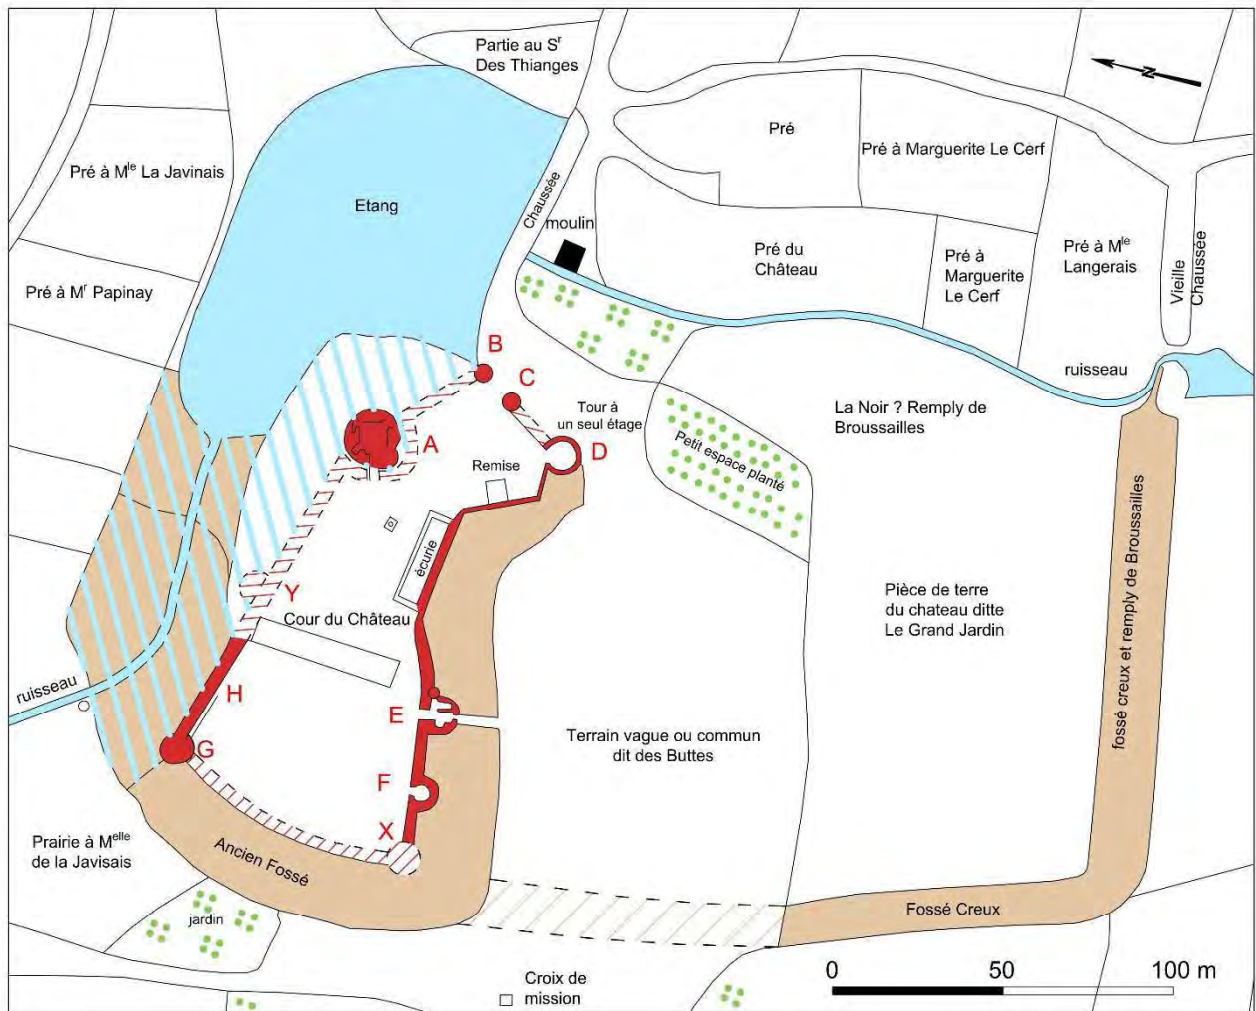 Partie au Sʳ
Des Thianges
N
Pré
Pré à Marguerite Le Cerf
Pré à Mˡᵉ La Javinais
Etang
Chaussée
moulin
Pré du
Château
Pré à
Marguerite
Le Cerf
Pré à Mˡᵉ
Langerais
Vieille
Chaussée
Pré à Mʳ Papinay
B
C
ruisseau
Tour à
un seul étage
La Noir ? Remply de
Broussailles
A
D
Petit espace planté
Remise
écurie
fossé creux et remply de Broussailles
Y
Cour du Château
Pièce de terre
du chateau ditte
Le Grand Jardin
ruisseau
H
E
G
Terrain vague ou commun
dit des Buttes
F
X
Prairie à Mᵉˡˡᵉ
de la Javisais
Ancien Fossé
jardin
Fossé Creux
Croix de
mission
0 50 100 m